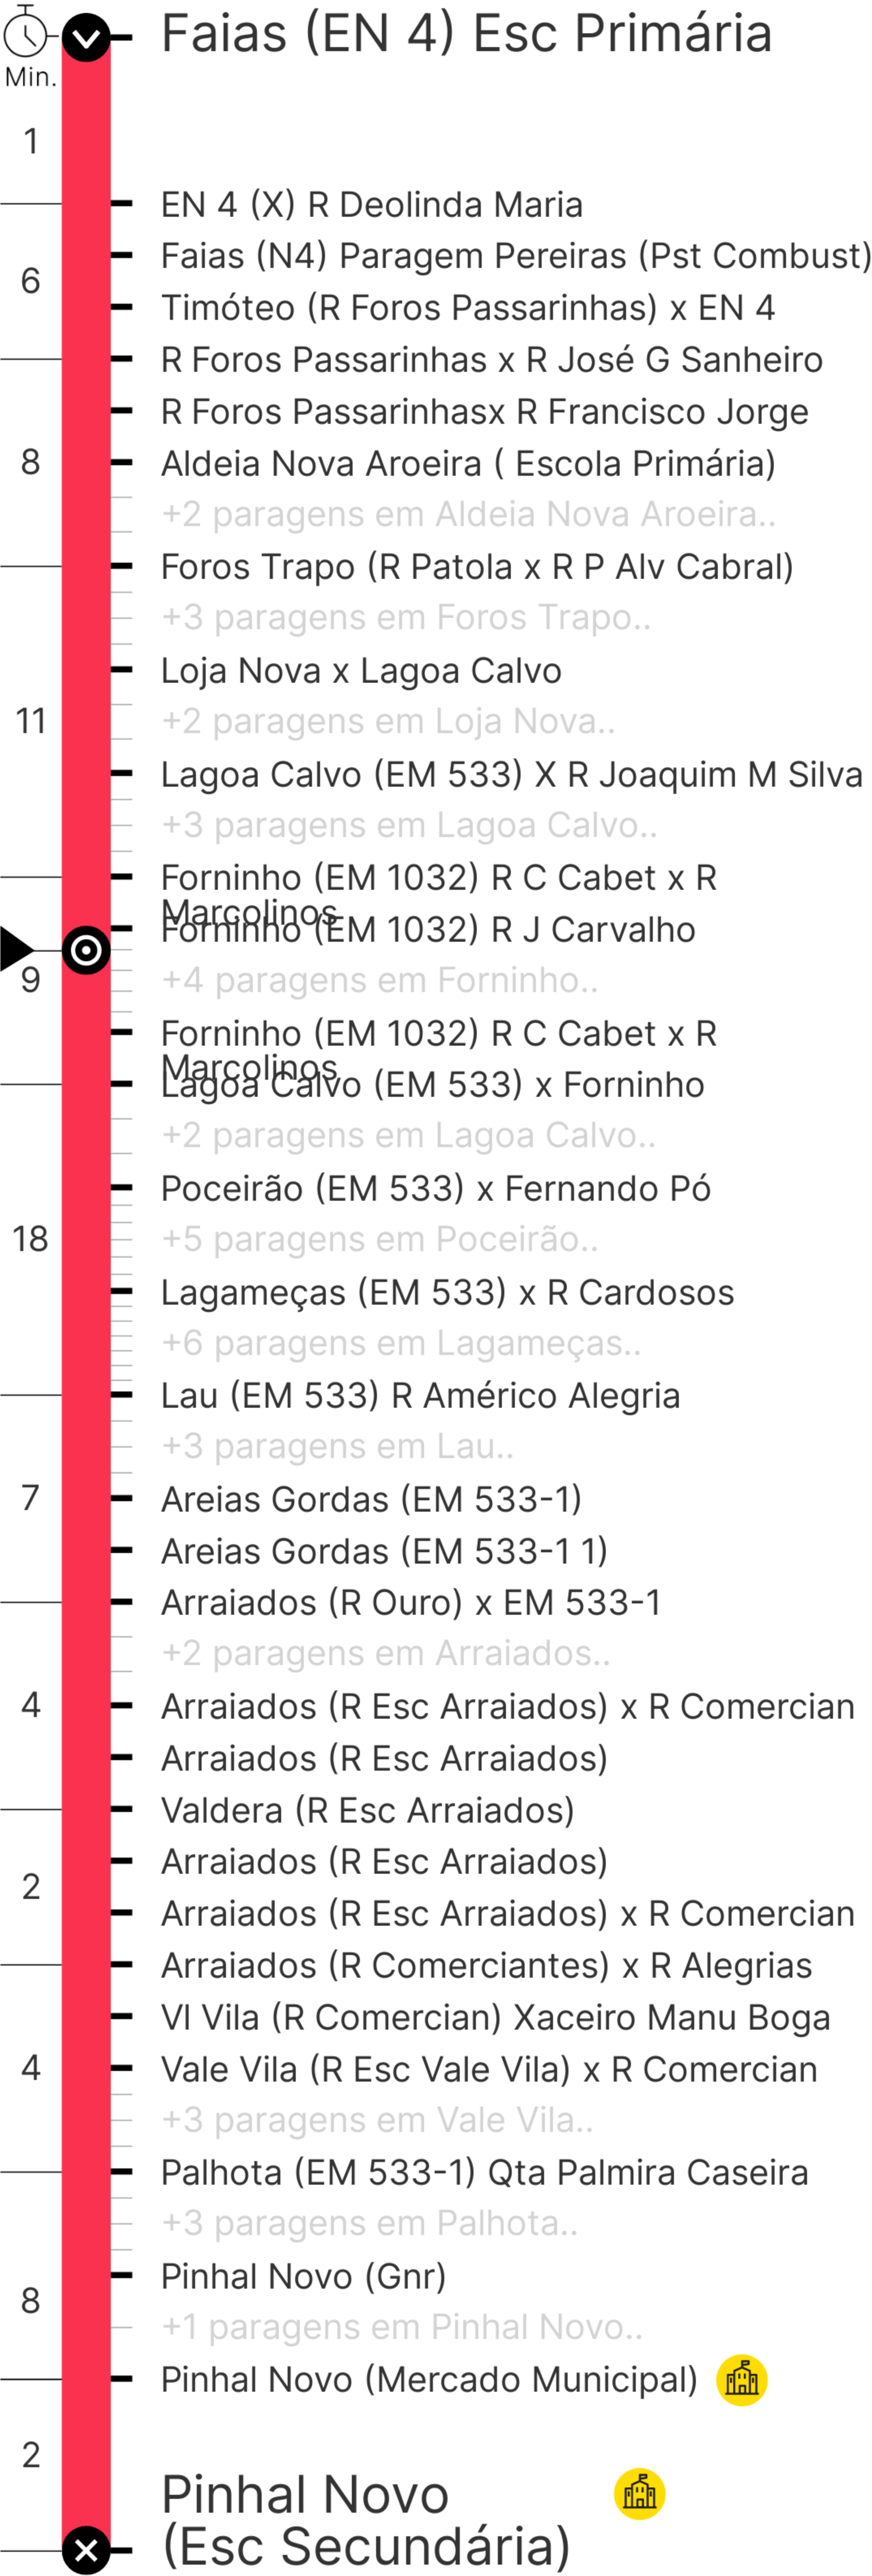 Faias (EN 4) Esc Primária
Min.
1
EN 4 (X) R Deolinda Maria
Faias (N4) Paragem Pereiras (Pst Combust)
6
Timóteo (R Foros Passarinhas) x EN 4
R Foros Passarinhas x R José G Sanheiro
R Foros Passarinhasx R Francisco Jorge
8
Aldeia Nova Aroeira ( Escola Primária)
+2 paragens em Aldeia Nova Aroeira..
Foros Trapo (R Patola x R P Alv Cabral)
+3 paragens em Foros Trapo..
Loja Nova x Lagoa Calvo
11
+2 paragens em Loja Nova..
Lagoa Calvo (EM 533) X R Joaquim M Silva
+3 paragens em Lagoa Calvo..
Forninho (EM 1032) R C Cabet x R
Marcolinos
Forninho (EM 1032) R J Carvalho
9
+4 paragens em Forninho..
Forninho (EM 1032) R C Cabet x R
Marcolinos
Lagoa Calvo (EM 533) x Forninho
+2 paragens em Lagoa Calvo..
Poceirão (EM 533) x Fernando Pó
18
+5 paragens em Poceirão..
Lagameças (EM 533) x R Cardosos
+6 paragens em Lagameças..
Lau (EM 533) R Américo Alegria
+3 paragens em Lau..
7
Areias Gordas (EM 533-1)
Areias Gordas (EM 533-1 1)
Arraiados (R Ouro) x EM 533-1
+2 paragens em Arraiados..
4
Arraiados (R Esc Arraiados) x R Comercian
Arraiados (R Esc Arraiados)
Valdera (R Esc Arraiados)
Arraiados (R Esc Arraiados)
2
Arraiados (R Esc Arraiados) x R Comercian
Arraiados (R Comerciantes) x R Alegrias
Vl Vila (R Comercian) Xaceiro Manu Boga
4
Vale Vila (R Esc Vale Vila) x R Comercian
+3 paragens em Vale Vila..
Palhota (EM 533-1) Qta Palmira Caseira
+3 paragens em Palhota..
Pinhal Novo (Gnr)
8
+1 paragens em Pinhal Novo..
Pinhal Novo (Mercado Municipal)
2
Pinhal Novo
(Esc Secundária)